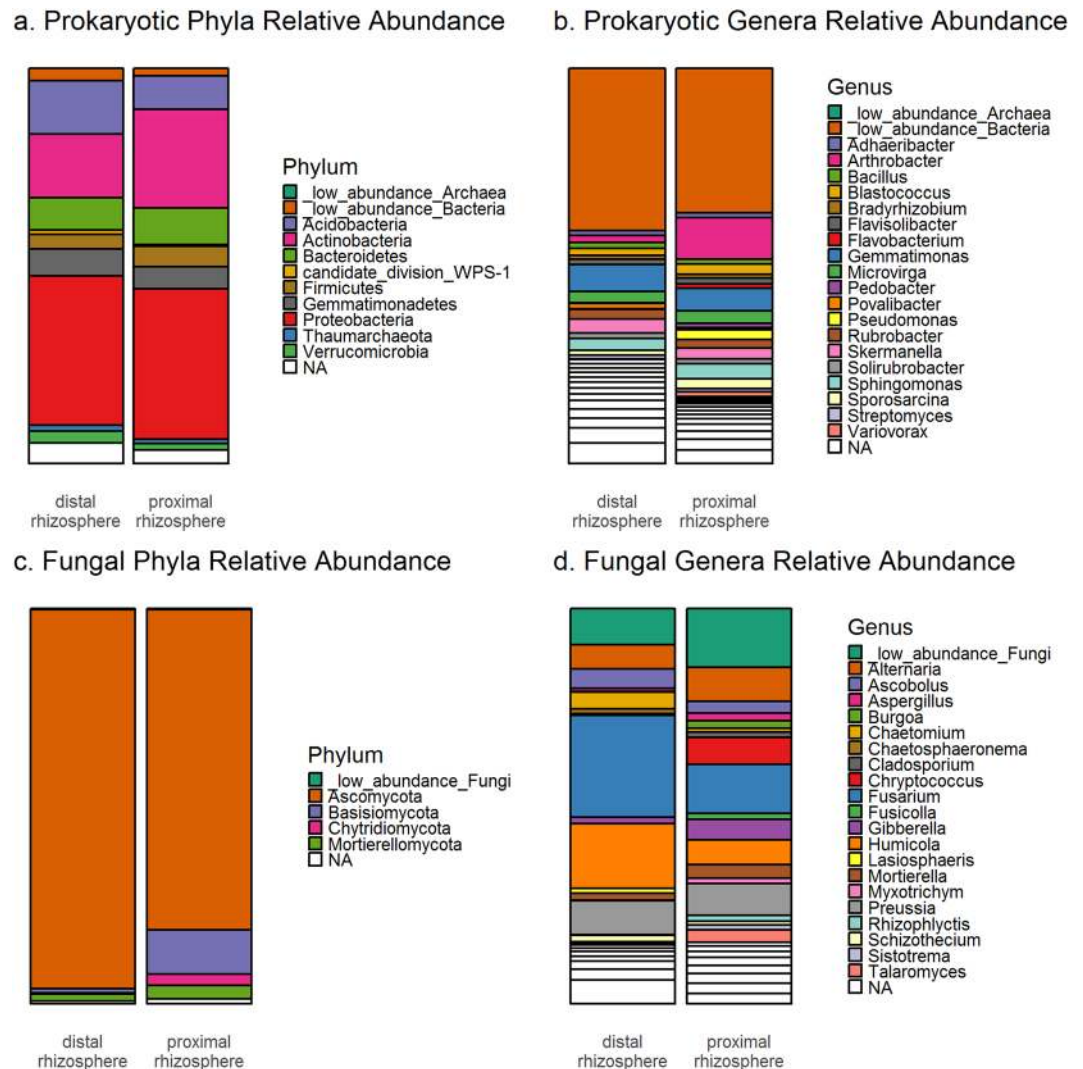 a. Prokaryotic Phyla Relative Abundance
Phylum
_low_abundance_Archaea
_low_abundance_Bacteria
Acidobacteria
Actinobacteria
Bacteroidetes
candidate_division_WPS-1
Firmicutes
Gemmatimonadetes
Proteobacteria
Thaumarchaeota
Verrucomicrobia
NA
distal
rhizosphere
proximal
rhizosphere
b. Prokaryotic Genera Relative Abundance
Genus
_low_abundance_Archaea
_low_abundance_Bacteria
Adhaeribacter
Arthrobacter
Bacillus
Blastococcus
Bradyrhizobium
Flavisolibacter
Flavobacterium
Gemmatimonas
Microvirga
Pedobacter
Povalibacter
Pseudomonas
Rubrobacter
Skermanella
Solirubrobacter
Sphingomonas
Sporosarcina
Streptomyces
Variovorax
NA
distal
rhizosphere
proximal
rhizosphere
c. Fungal Phyla Relative Abundance
Phylum
_low_abundance_Fungi
Ascomycota
Basisiomycota
Chytridiomycota
Mortierellomycota
NA
distal
rhizosphere
proximal
rhizosphere
d. Fungal Genera Relative Abundance
Genus
_low_abundance_Fungi
Alternaria
Ascobolus
Aspergillus
Burgoa
Chaetomium
Chaetosphaeronema
Cladosporium
Chryptococcus
Fusarium
Fusicolla
Gibberella
Humicola
Lasiosphaeris
Mortierella
Myxotrichym
Preussia
Rhizophlyctis
Schizothecium
Sistotrema
Talaromyces
NA
distal
rhizosphere
proximal
rhizosphere